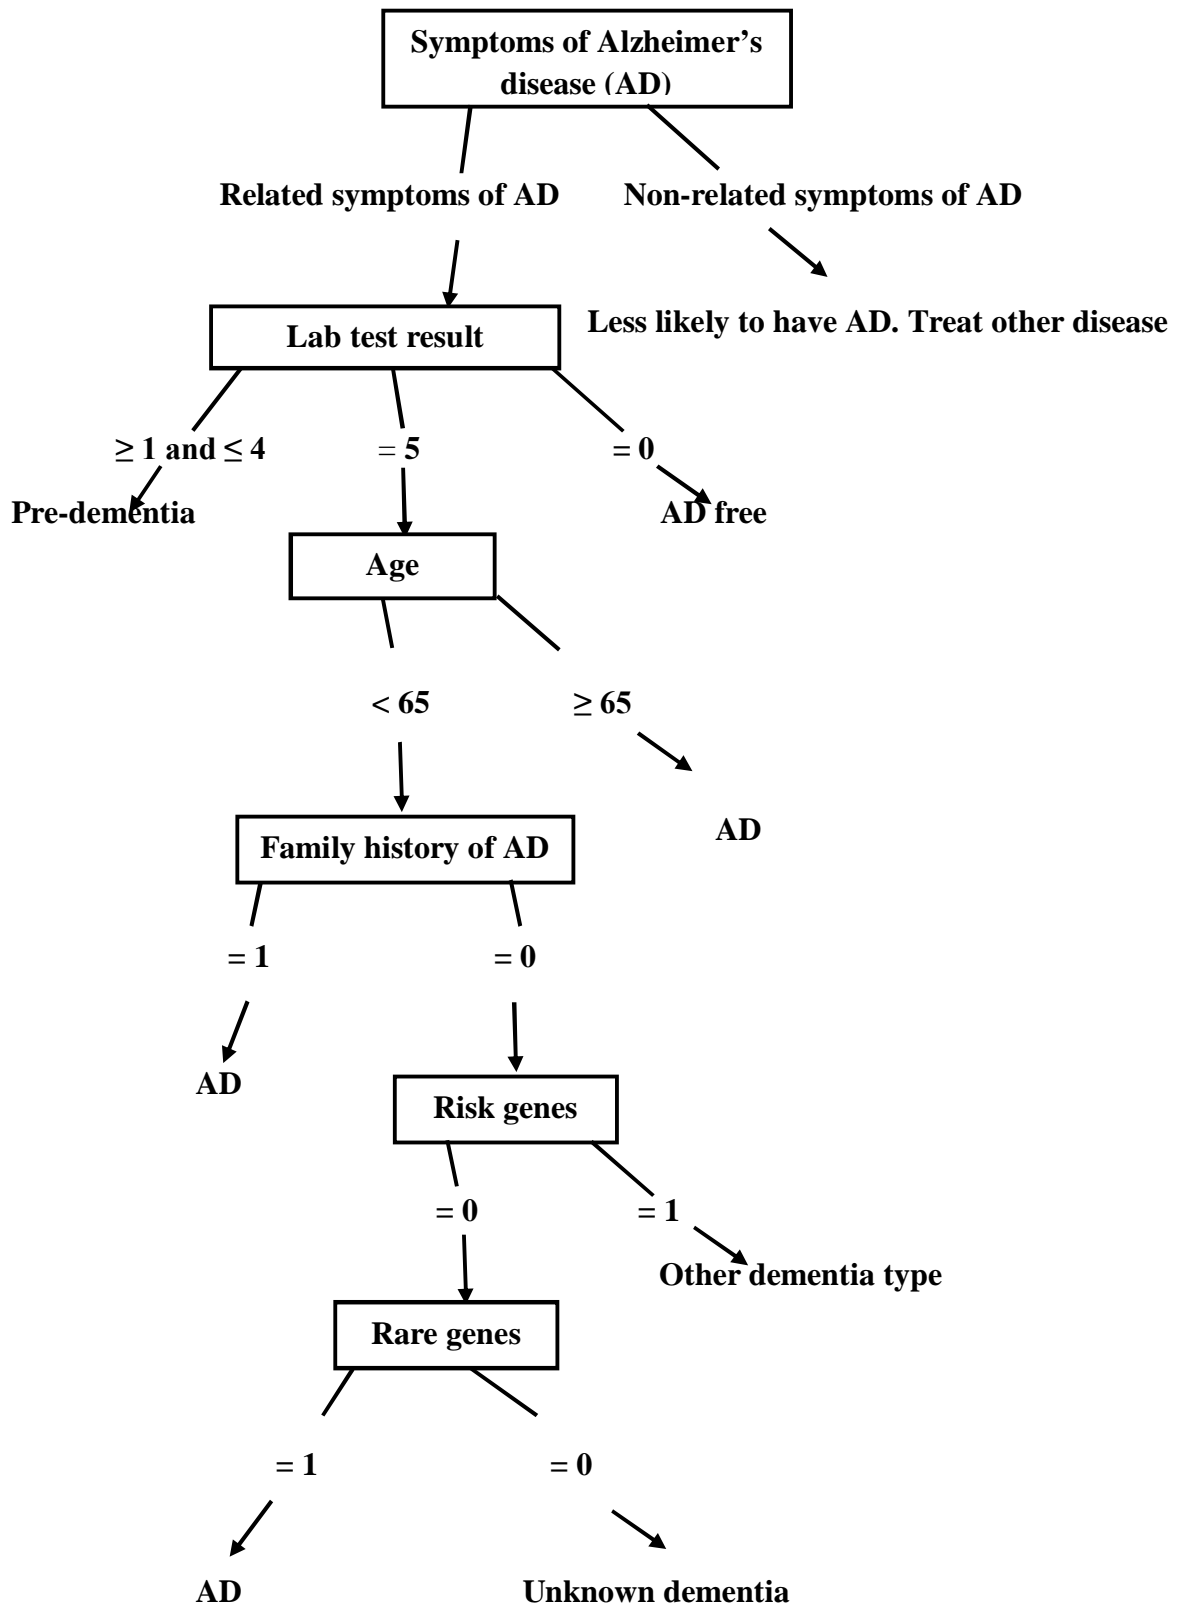 Symptoms of Alzheimer’s
disease (AD)
Related symptoms of AD
Non-related symptoms of AD
Less likely to have AD. Treat other disease
Lab test result
≥ 1 and ≤ 4
= 5
= 0
Pre-dementia
AD free
Age
< 65
≥ 65
AD
Family history of AD
= 1
= 0
AD
Risk genes
= 0
= 1
Other dementia type
Rare genes
= 1
= 0
AD
Unknown dementia